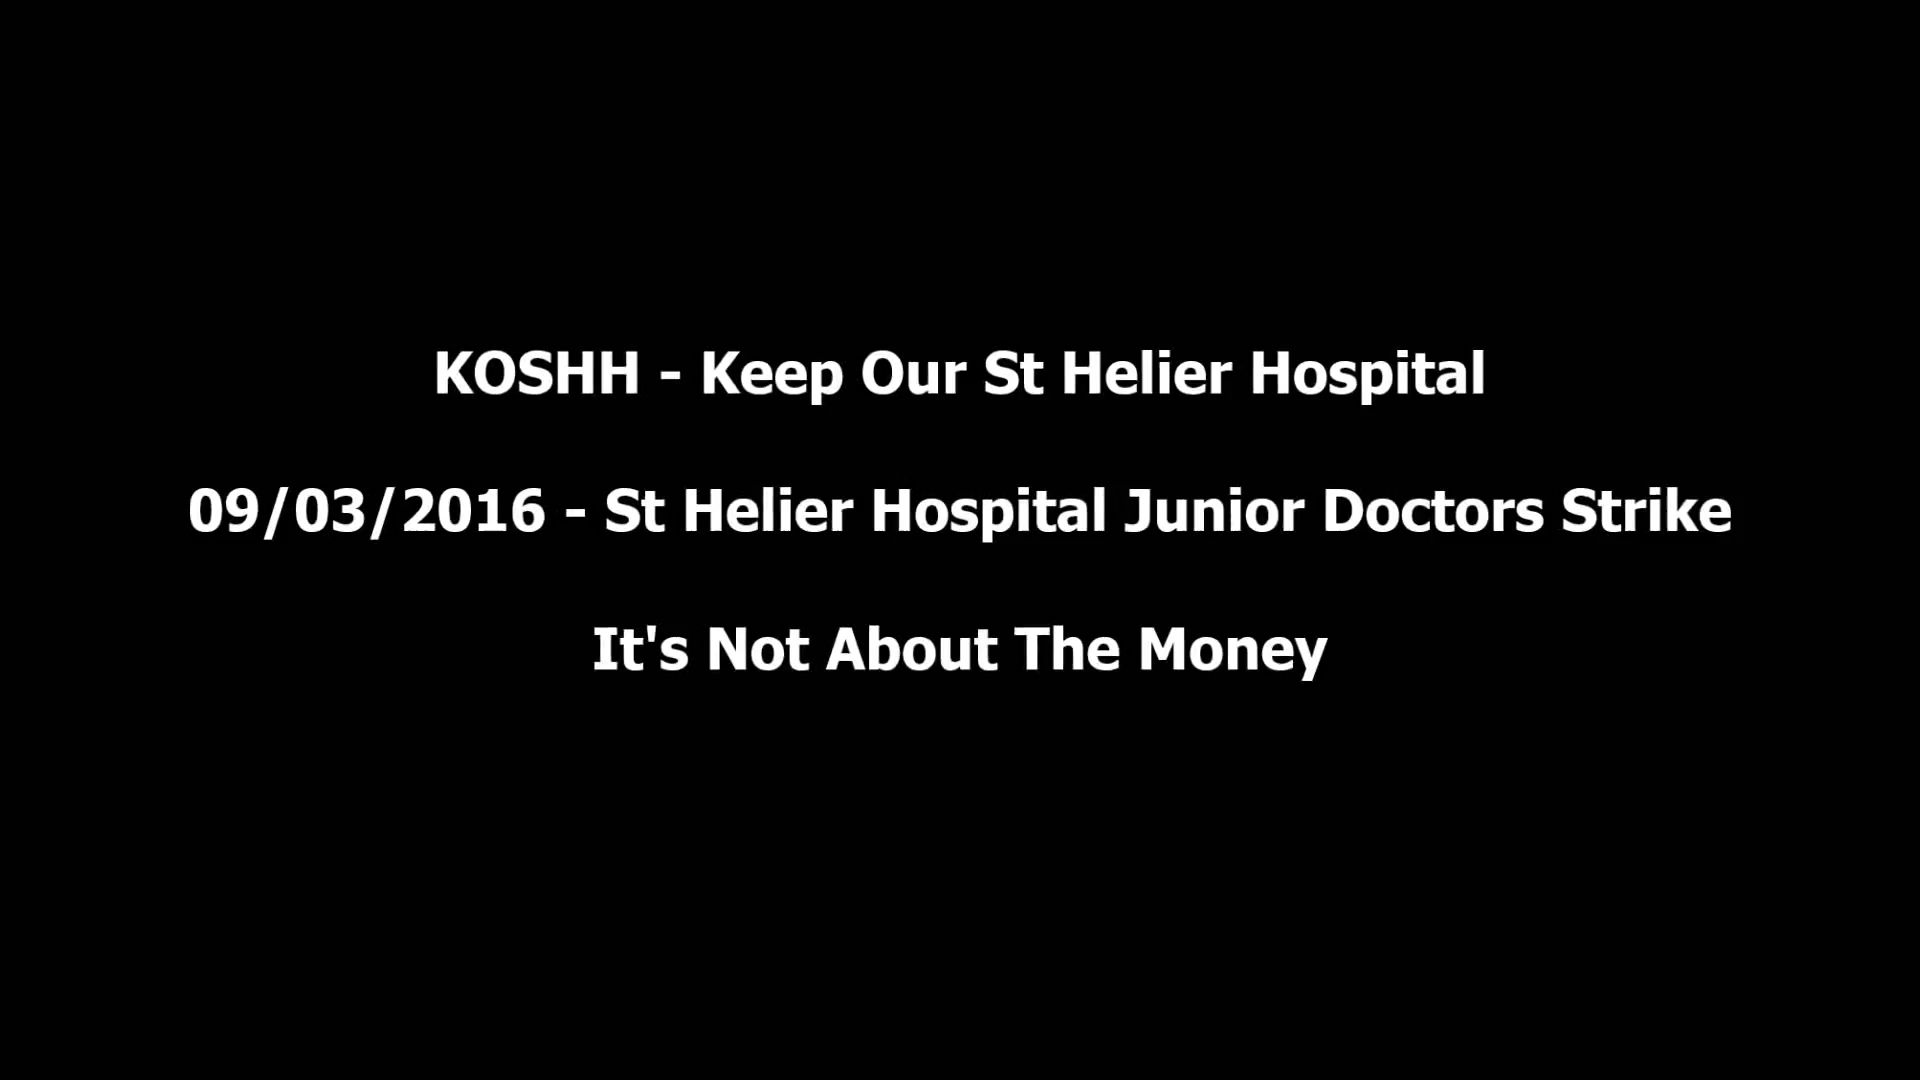 KOSHH - Keep Our St Helier Hospital
09/03/2016 - St Helier Hospital Junior Doctors Strike
It's Not About The Money